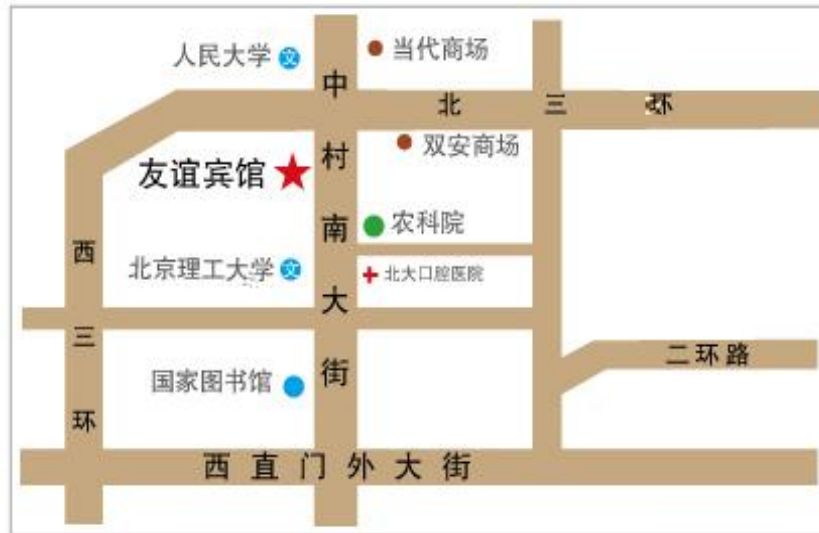 人民大学
文
当代商场
北三环
双安商场
友谊宾馆
中村南大街
农科院
北京理工大学
文
北大口腔医院
西三环
二环路
国家图书馆
西直门外大街